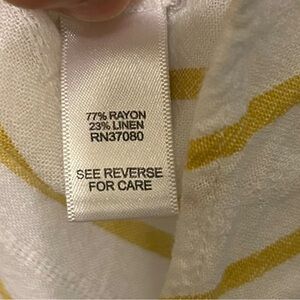 77% RAYON
23% LINEN
RN37080
SEE REVERSE
FOR CARE